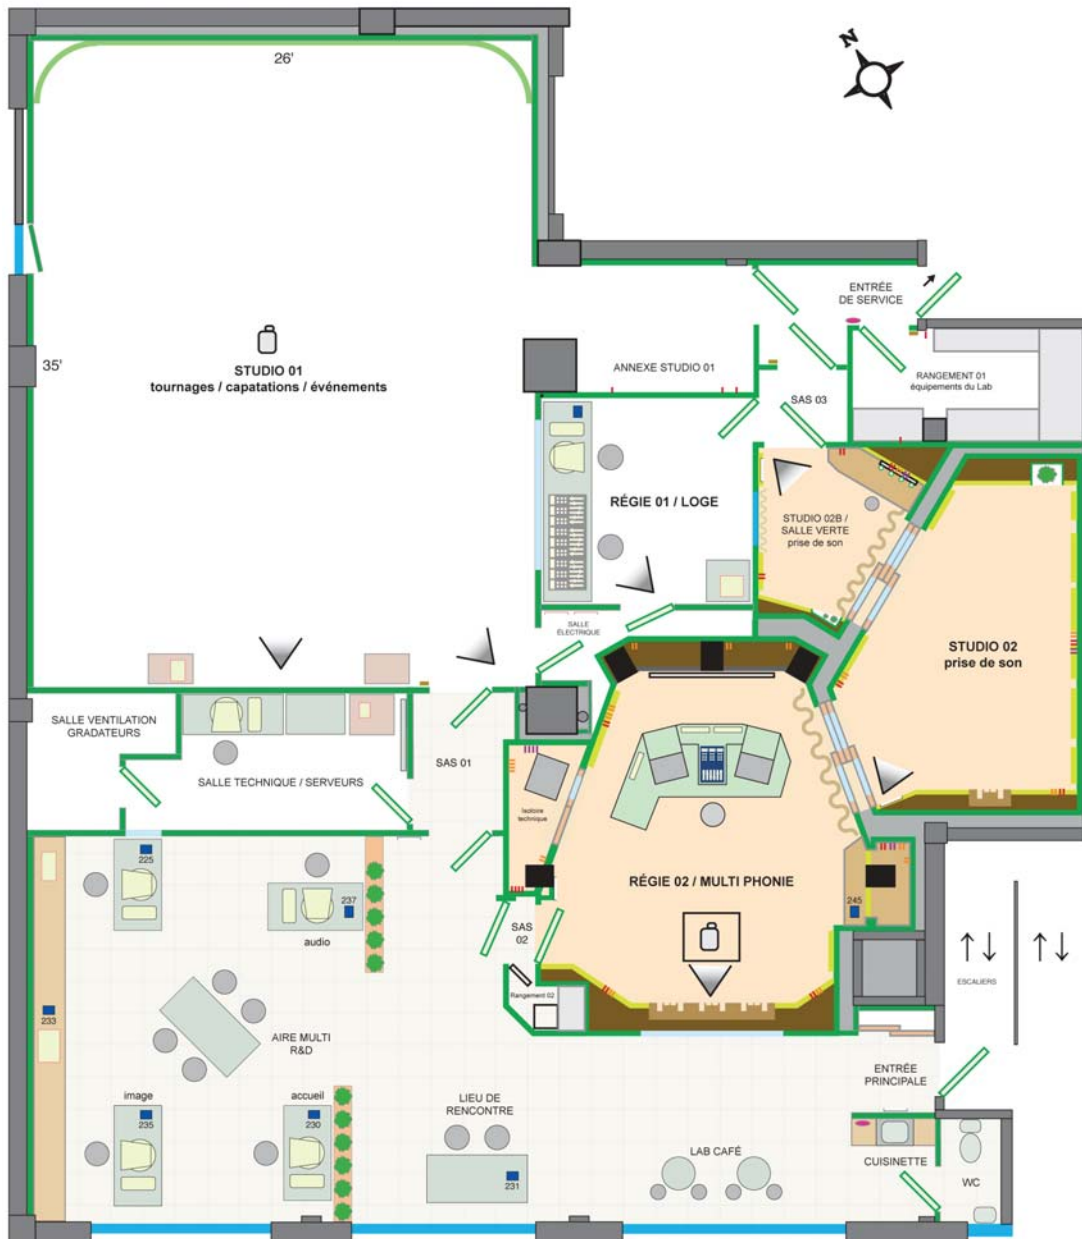 26'
N
ENTRÉE
DE SERVICE
35'
STUDIO 01
tournages / capatations / événements
ANNEXE STUDIO 01
RANGEMENT 01
équipements du Lab
SAS 03
RÉGIE 01 / LOGE
STUDIO 02B /
SALLE VERTE
prise de son
SALLE
ÉLECTRIQUE
STUDIO 02
prise de son
SALLE VENTILATION
GRADATEURS
SAS 01
SALLE TECHNIQUE / SERVEURS
Isoloire
technique
RÉGIE 02 / MULTI PHONIE
225
237
audio
245
SAS
02
ESCALIERS
Rangement 02
233
AIRE MULTI
R&D
ENTRÉE
PRINCIPALE
image
235
accueil
230
LIEU DE
RENCONTRE
231
LAB CAFÉ
CUISINETTE
WC